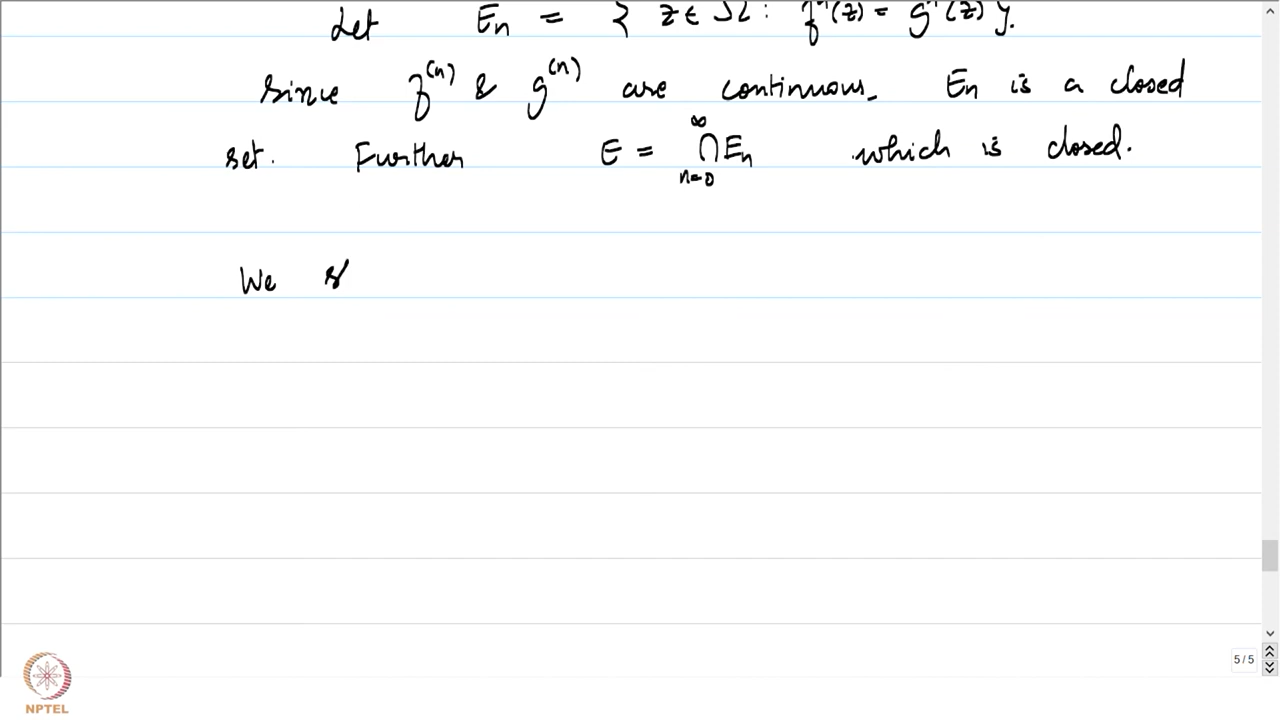 Let E_n = { z ∈ Ω : f^(n)(z) = g^(n)(z) }.
since f^(n) & g^(n) are continuous. E_n is a closed
set. Further E = ∞⋂n=0 E_n which is closed.
We s
5 / 5
NPTEL